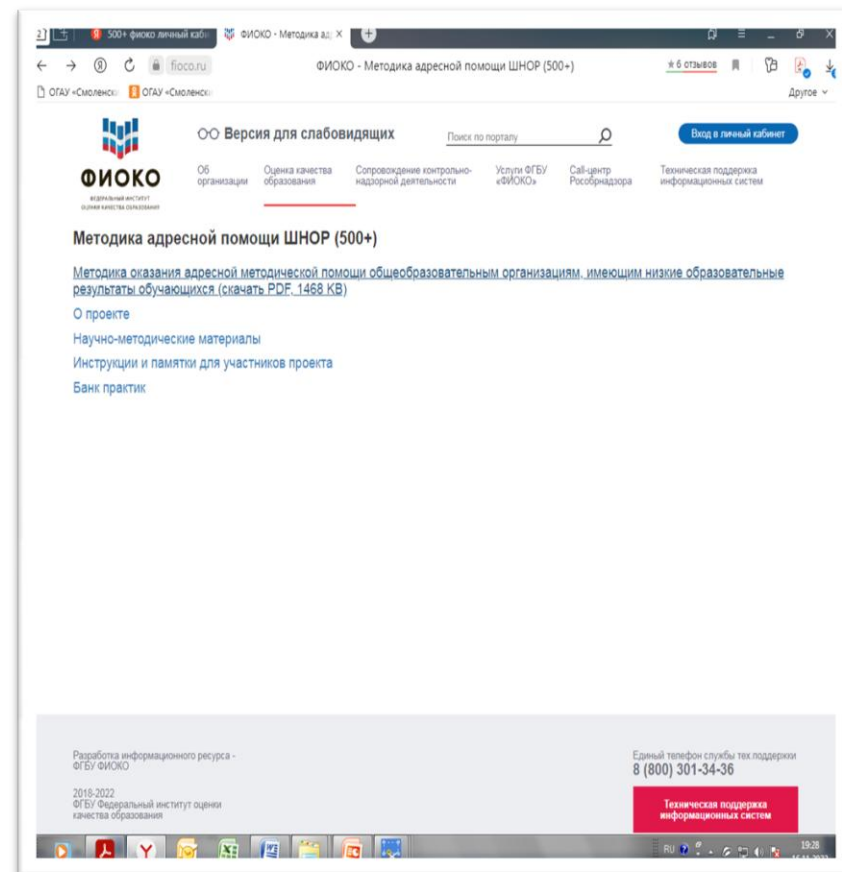 500+ фиоко личный каби
ФИОКО - Методика ад
fioco.ru
ФИОКО - Методика адресной помощи ШНОР (500+)
6 отзывов
ОГАУ «Смоленск
ОГАУ «Смоленск
Другое
Версия для слабовидящих
Поиск по порталу
Вход в личный кабинет
ФИОКО
ФЕДЕРАЛЬНЫЙ ИНСТИТУТ
ОЦЕНКИ КАЧЕСТВА ОБРАЗОВАНИЯ
Об организации
Оценка качества образования
Сопровождение контрольно-надзорной деятельности
Услуги ФГБУ «ФИОКО»
Call-центр Рособрнадзора
Техническая поддержка информационных систем
Методика адресной помощи ШНОР (500+)
Методика оказания адресной методической помощи общеобразовательным организациям, имеющим низкие образовательные
результаты обучающихся (скачать PDF, 1468 KB)
О проекте
Научно-методические материалы
Инструкции и памятки для участников проекта
Банк практик
Разработка информационного ресурса -
ФГБУ ФИОКО
2018-2022
ФГБУ Федеральный институт оценки
качества образования
Единый телефон службы тех.поддержки
8 (800) 301-34-36
Техническая поддержка
информационных систем
RU
19:28